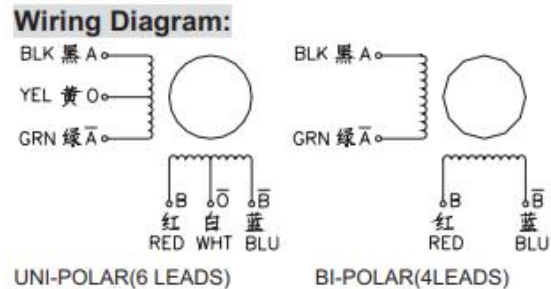 Wiring Diagram:
BLK 黑 A
YEL 黄 O
GRN 绿 A̅
B O̅ B̅
红 白 蓝
RED WHT BLU
UNI-POLAR(6 LEADS)
BLK 黑 A
GRN 绿 A̅
B B̅
红 蓝
RED BLU
BI-POLAR(4LEADS)